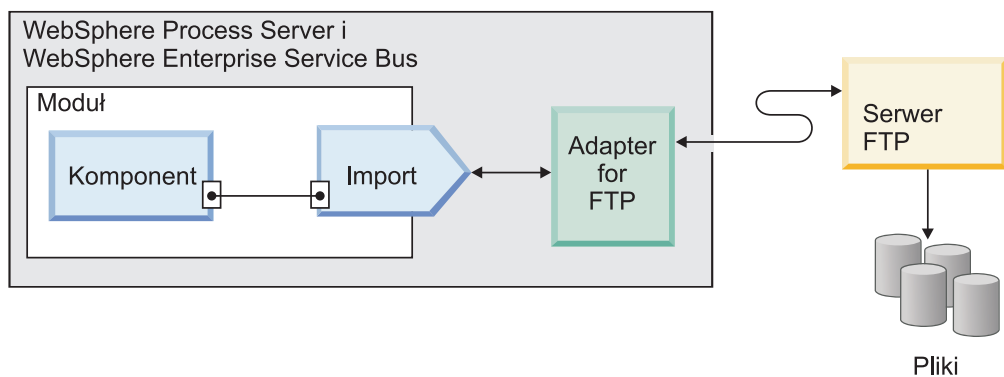 WebSphere Process Server i
WebSphere Enterprise Service Bus
Moduł
Komponent
Import
Adapter
for
FTP
Serwer
FTP
Pliki